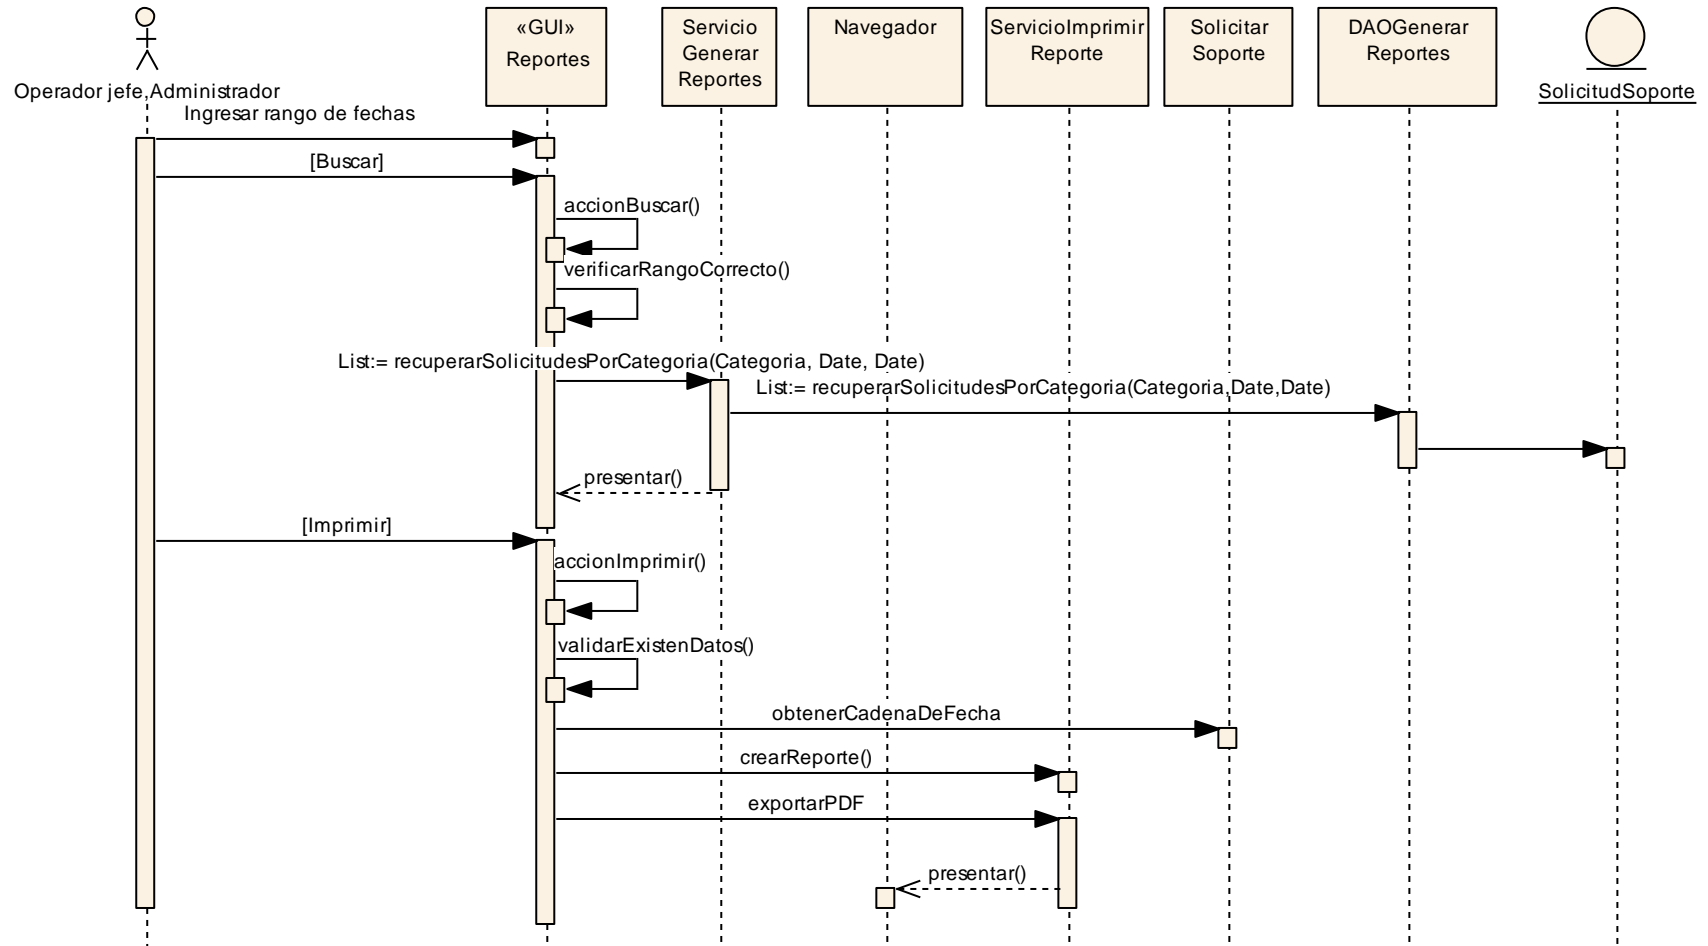 «GUI»
Reportes
Servicio
Generar
Reportes
Navegador
ServicioImprimir
Reporte
Solicitar
Soporte
DAOGenerar
Reportes
Operador jefe,Administrador
SolicitudSoporte
Ingresar rango de fechas
[Buscar]
accionBuscar()
verificarRangoCorrecto()
List:= recuperarSolicitudesPorCategoria(Categoria, Date, Date)
List:= recuperarSolicitudesPorCategoria(Categoria,Date,Date)
presentar()
[Imprimir]
accionImprimir()
validarExistenDatos()
obtenerCadenaDeFecha
crearReporte()
exportarPDF
presentar()